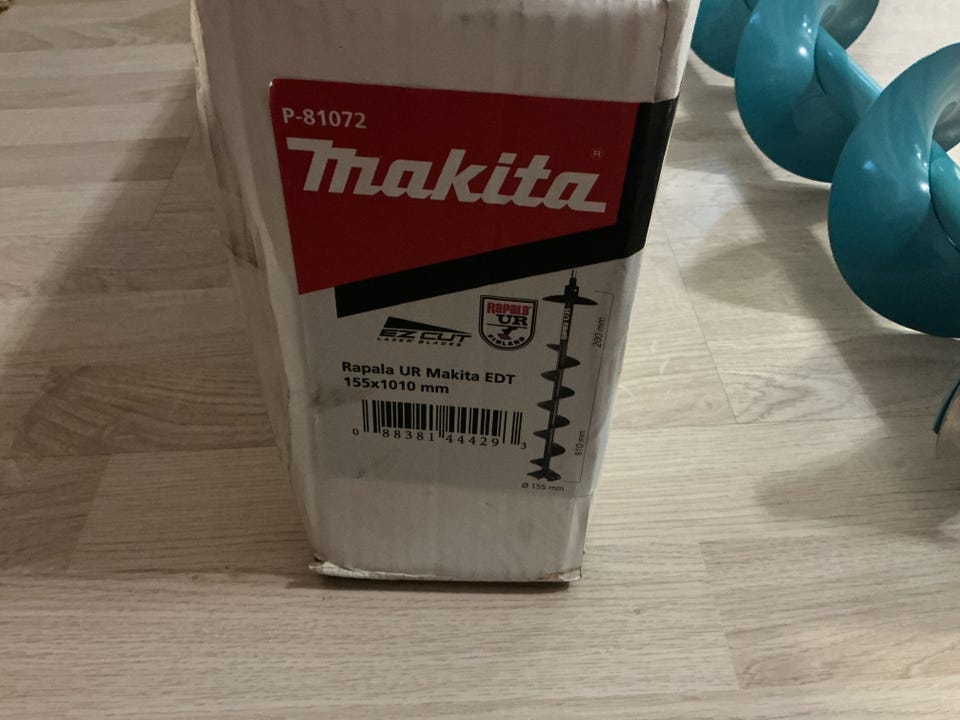 P-81072
makita®
RAPALA
UR
FINLAND
EZ CUT
LAZER BLADES
Rapala UR Makita EDT
155x1010 mm
0 88381 44429 3
200 mm
810 mm
Ø 155 mm